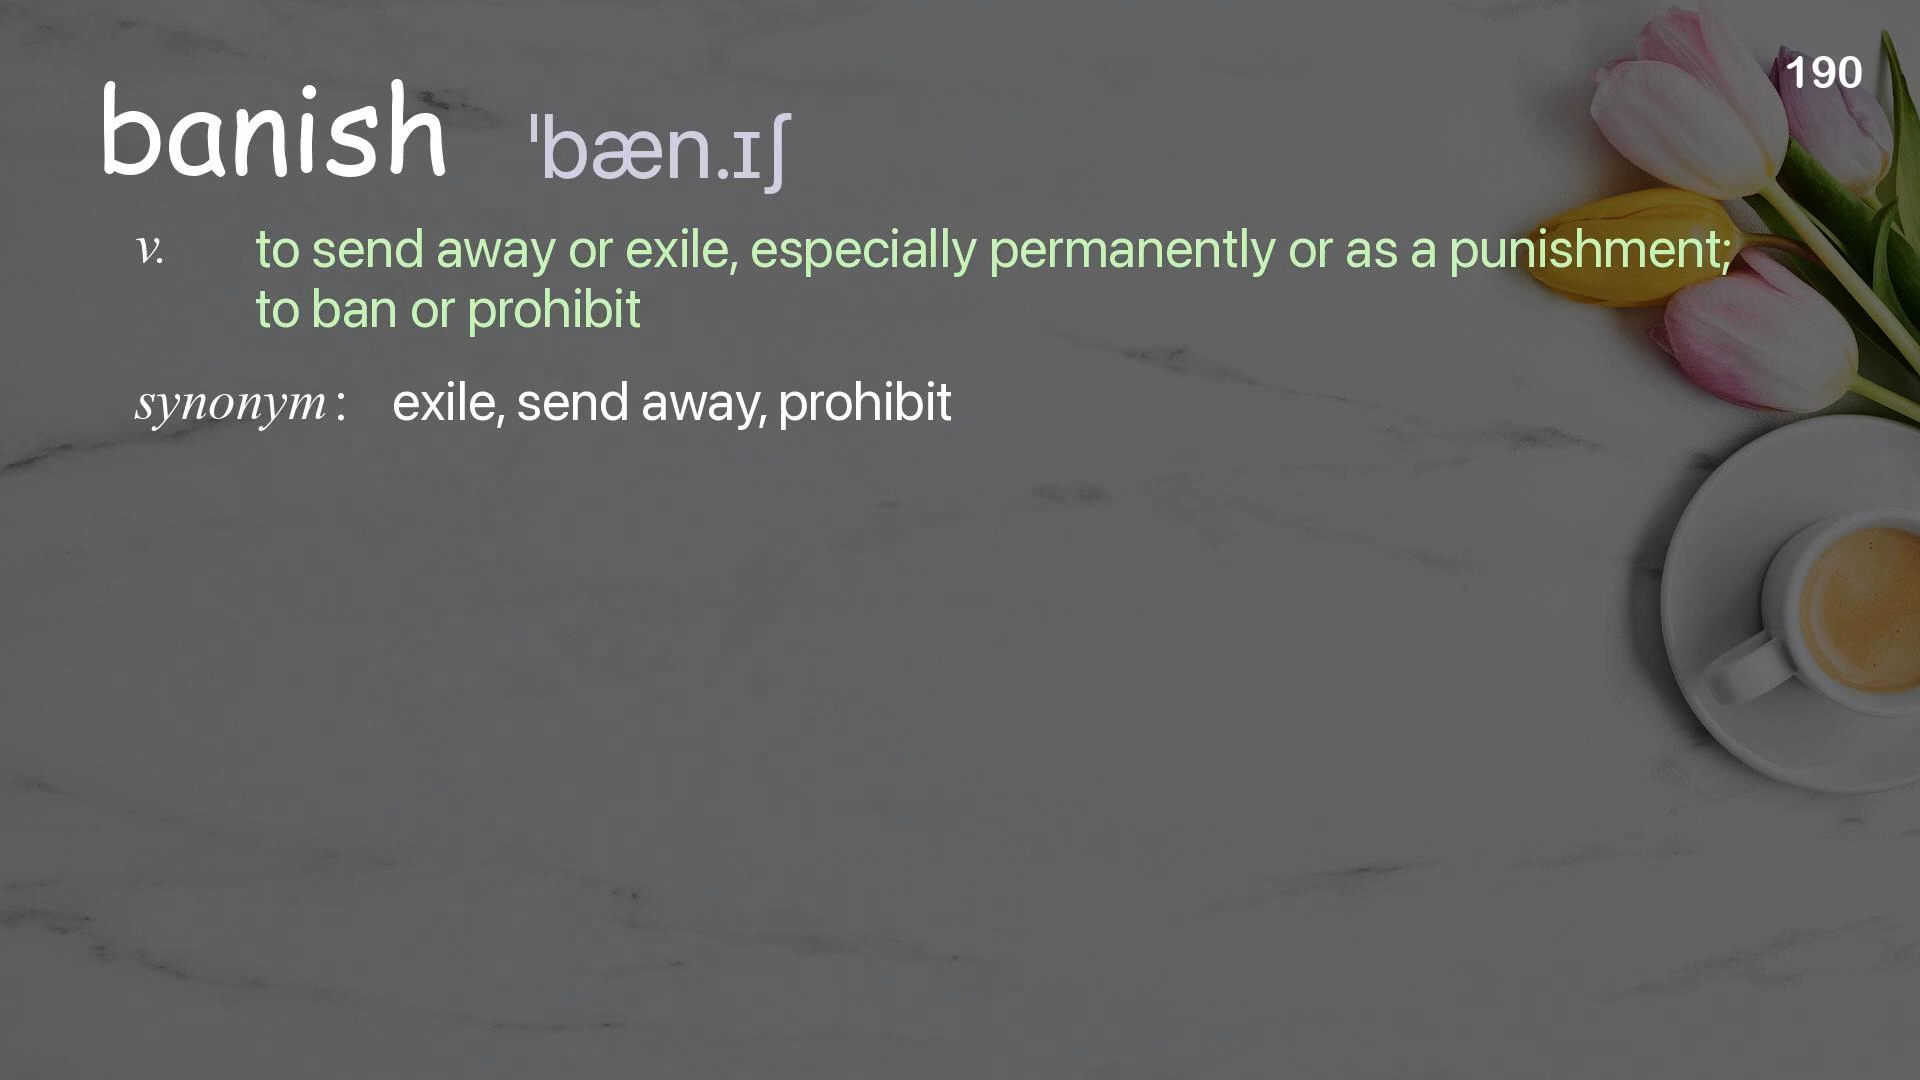 190
banish ˈbæn.ɪʃ
v. to send away or exile, especially permanently or as a punishment;
to ban or prohibit
synonym : exile, send away, prohibit